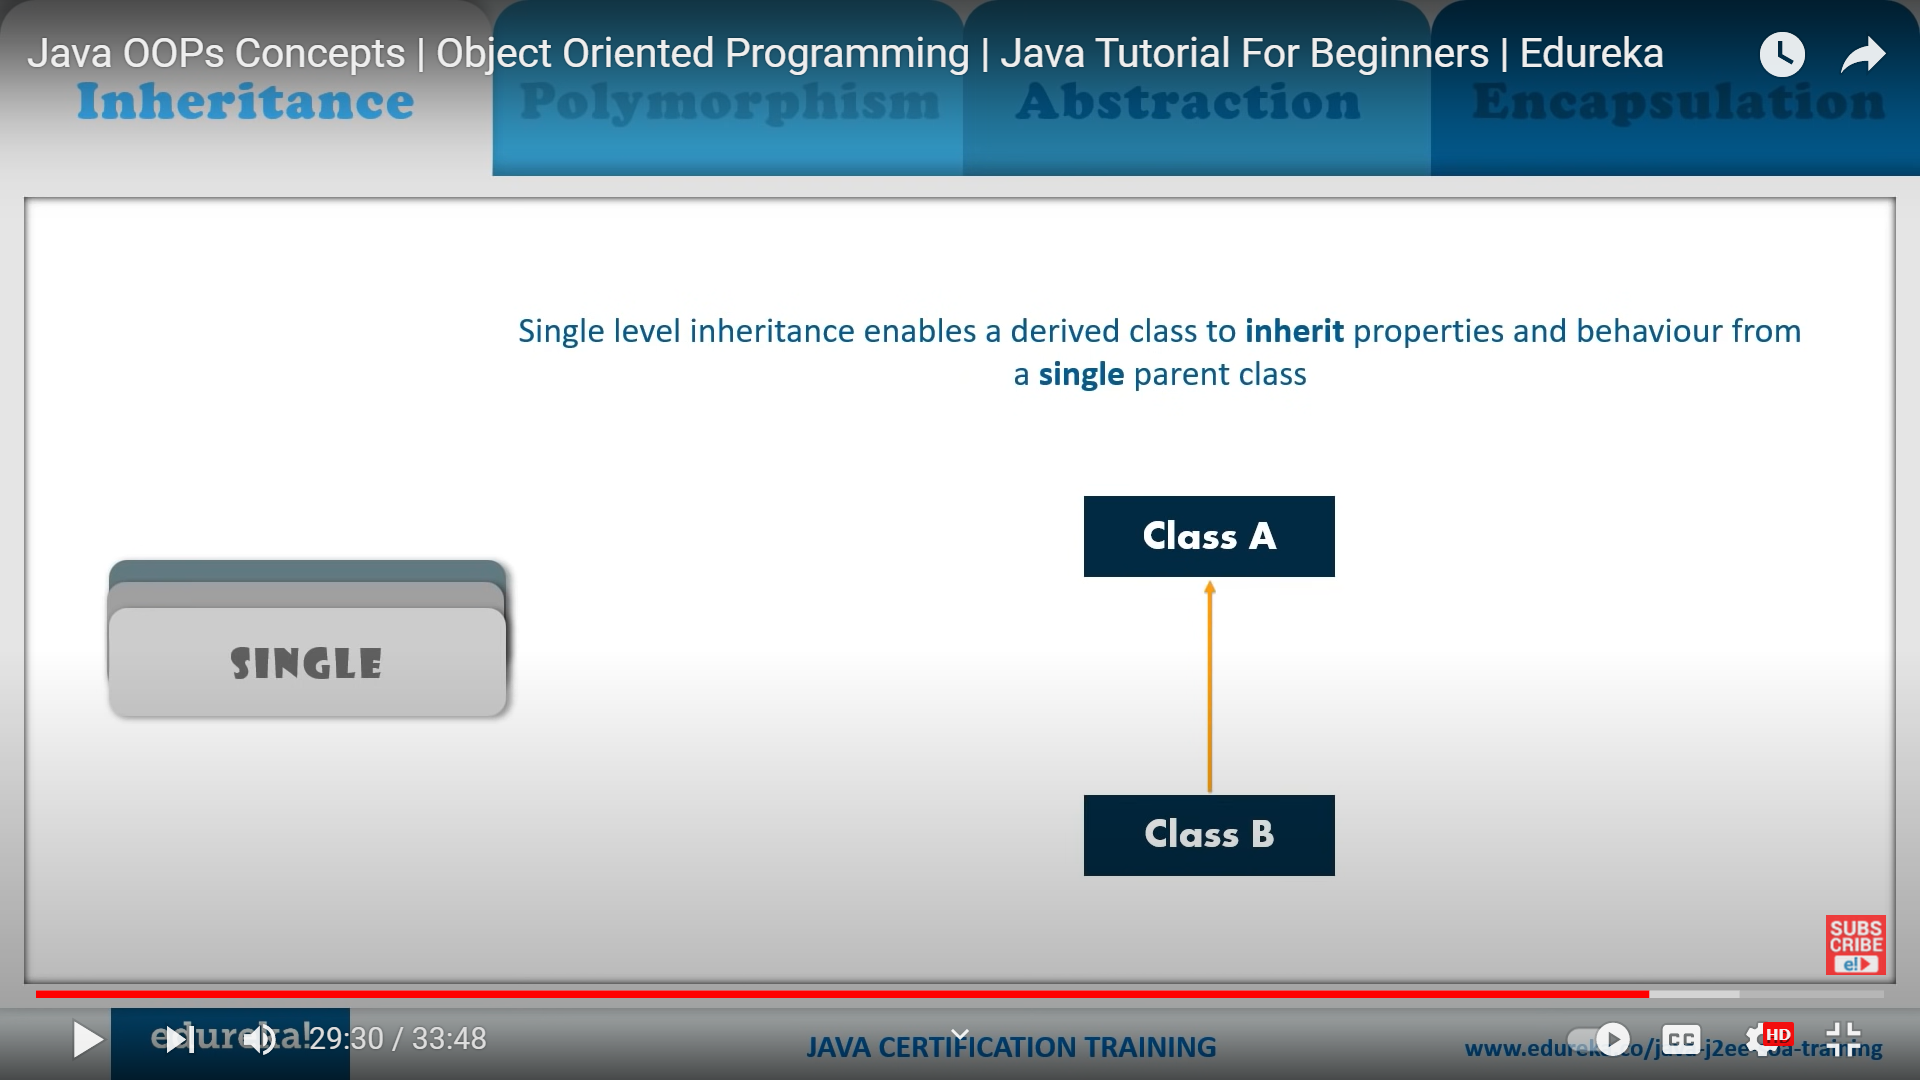 Java OOPs Concepts | Object Oriented Programming | Java Tutorial For Beginners | Edureka
Inheritance
Polymorphism
Abstraction
Encapsulation
Single level inheritance enables a derived class to inherit properties and behaviour from
a single parent class
Class A
SINGLE
Class B
SUBS
CRIBE
e!
edureka!
29:30 / 33:48
JAVA CERTIFICATION TRAINING
CC
HD